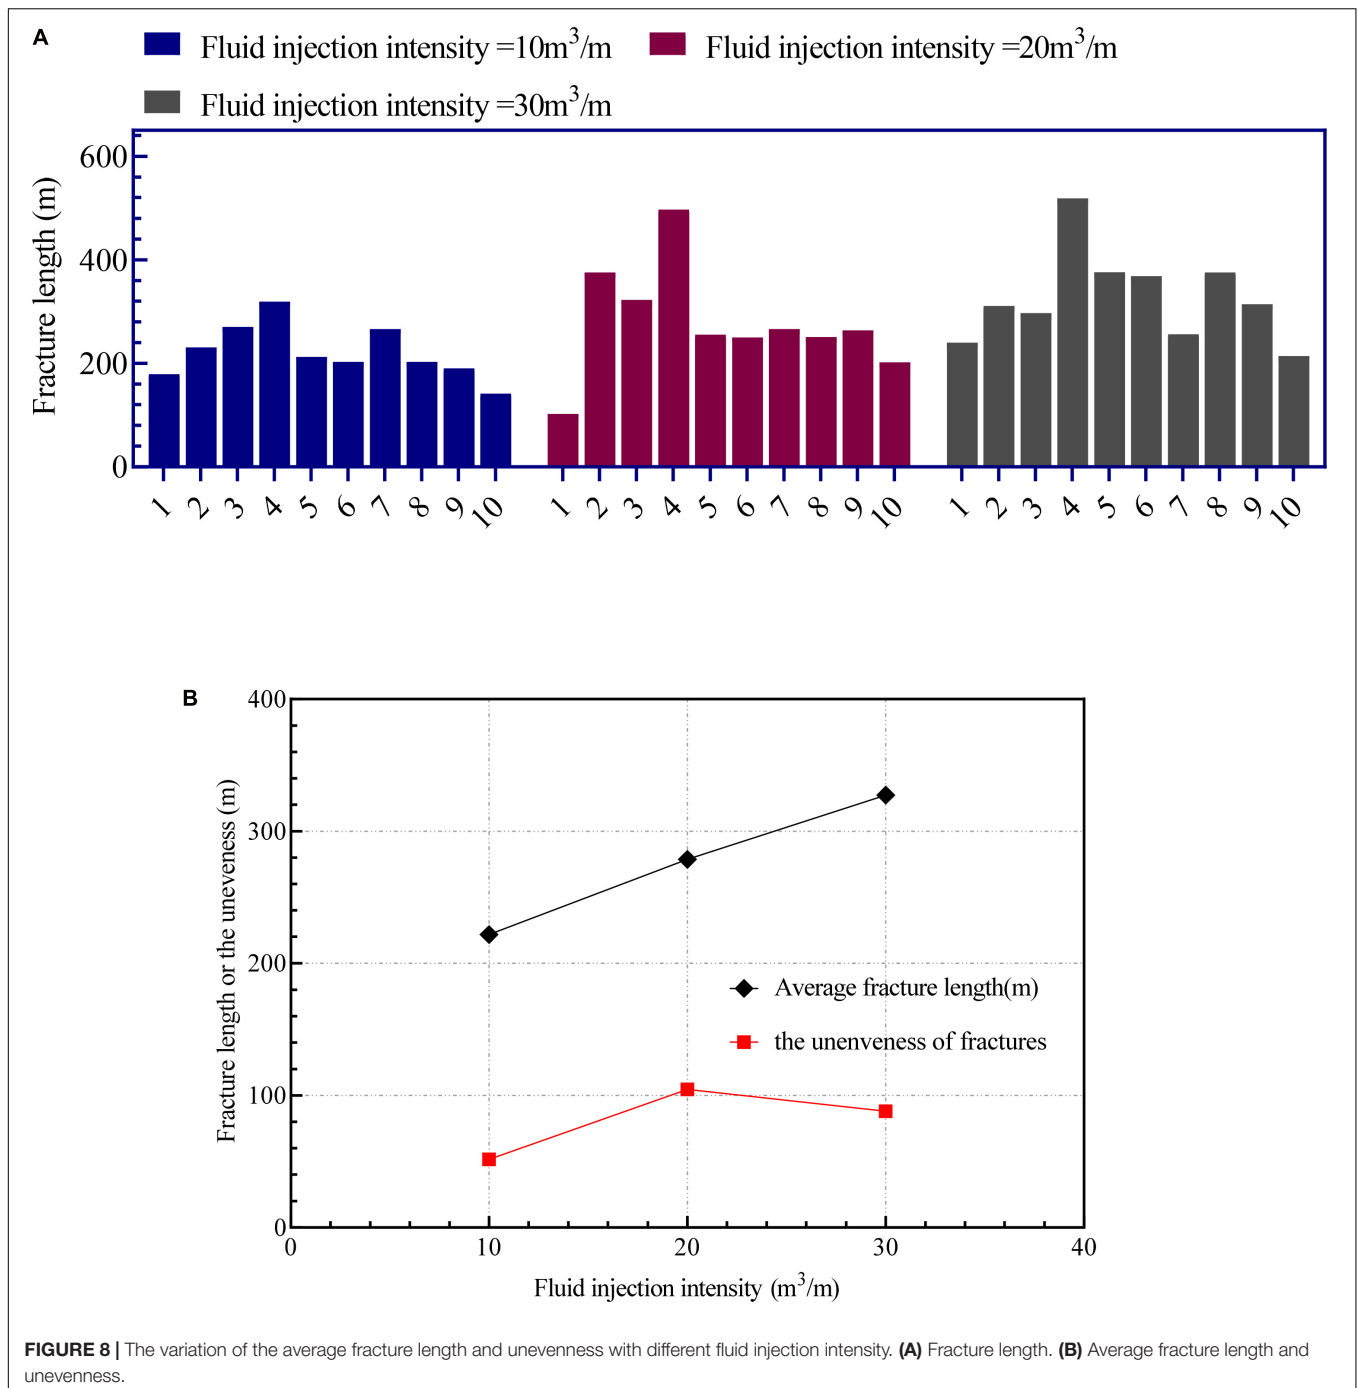 A
Fluid injection intensity =10m³/m
Fluid injection intensity =20m³/m
Fluid injection intensity =30m³/m
Fracture length (m)
600
400
200
0
1 2 3 4 5 6 7 8 9 10 1 2 3 4 5 6 7 8 9 10 1 2 3 4 5 6 7 8 9 10
B
Fracture length or the uneveness (m)
400
300
200
100
0
Average fracture length(m)
the unenveness of fractures
0 10 20 30 40
Fluid injection intensity (m³/m)
FIGURE 8 | The variation of the average fracture length and unevenness with different fluid injection intensity. (A) Fracture length. (B) Average fracture length and
unevenness.